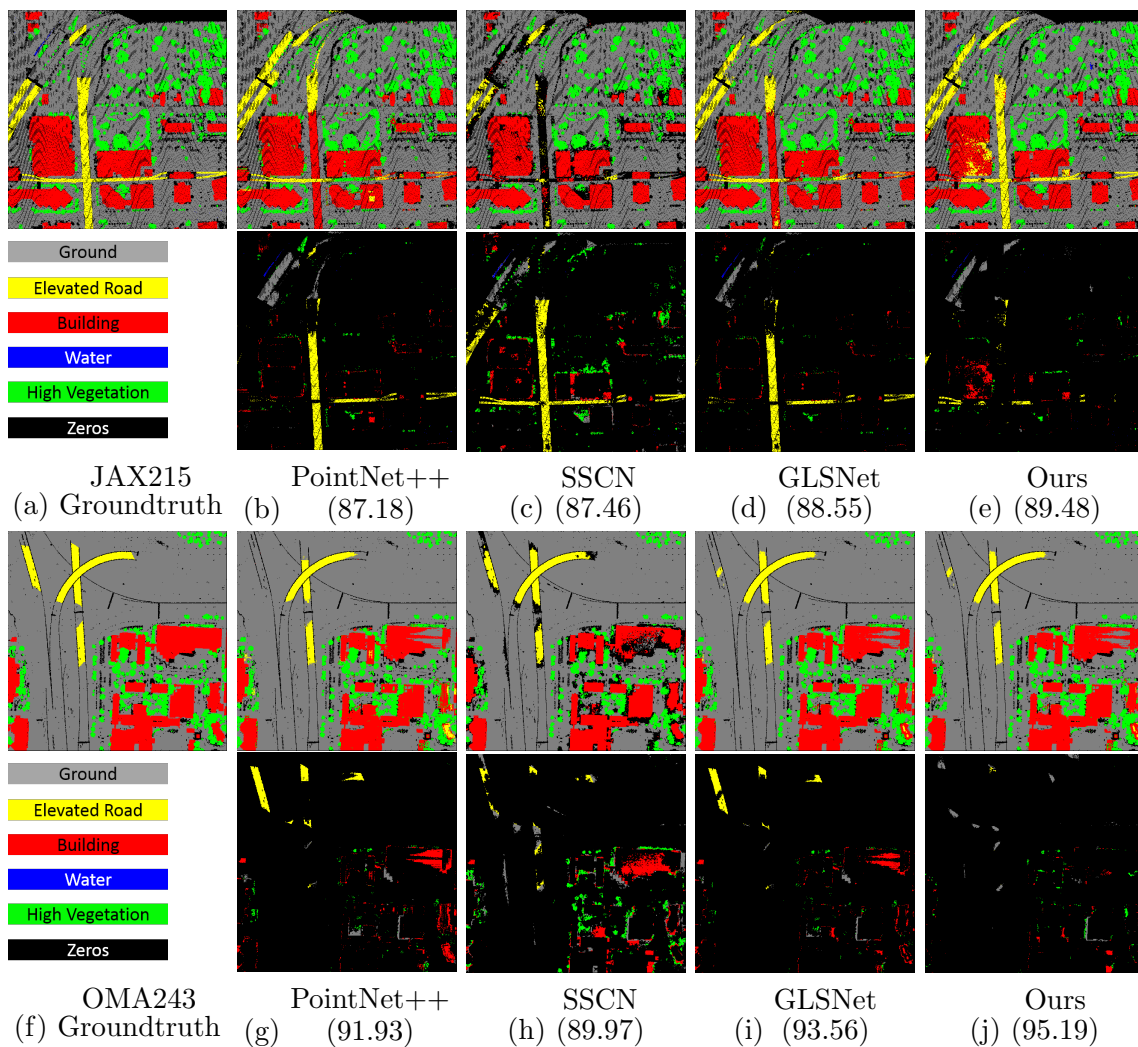 Ground
Elevated Road
Building
Water
High Vegetation
Zeros
(a) JAX215 Groundtruth
(b) PointNet++ (87.18)
(c) SSCN (87.46)
(d) GLSNet (88.55)
(e) Ours (89.48)
Ground
Elevated Road
Building
Water
High Vegetation
Zeros
(f) OMA243 Groundtruth
(g) PointNet++ (91.93)
(h) SSCN (89.97)
(i) GLSNet (93.56)
(j) Ours (95.19)